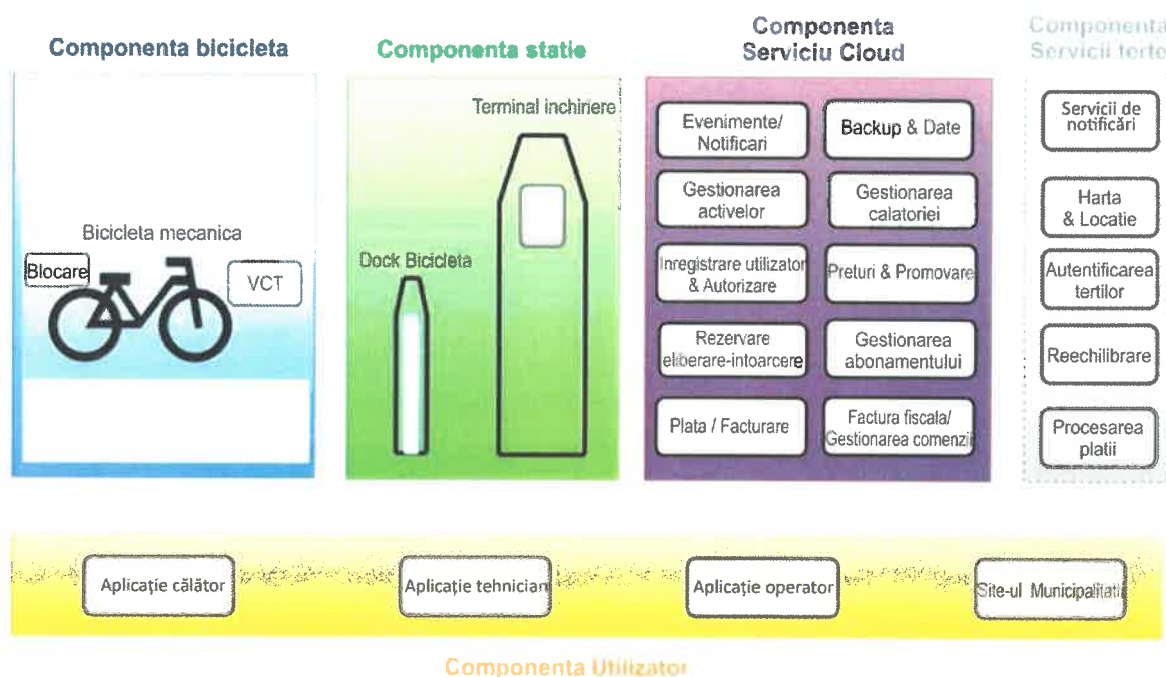 Componenta bicicleta
Bicicleta mecanica
Blocare
VCT
Componenta statie
Terminal inchiriere
Dock Bicicleta
Componenta
Serviciu Cloud
Evenimente/
Notificari
Backup & Date
Gestionarea
activelor
Gestionarea
calatoriei
Inregistrare utilizator
& Autorizare
Preturi & Promovare
Rezervare
eliberare-intoarcere
Gestionarea
abonamentului
Plata / Facturare
Factura fiscala/
Gestionarea comenzii
Componenta
Servicii terte
Servicii de
notificări
Harta
& Locatie
Autentificarea
tertilor
Reechilibrare
Procesarea
platii
Aplicație călător
Aplicație tehnician
Aplicație operator
Site-ul Municipalitatii
Componenta Utilizator